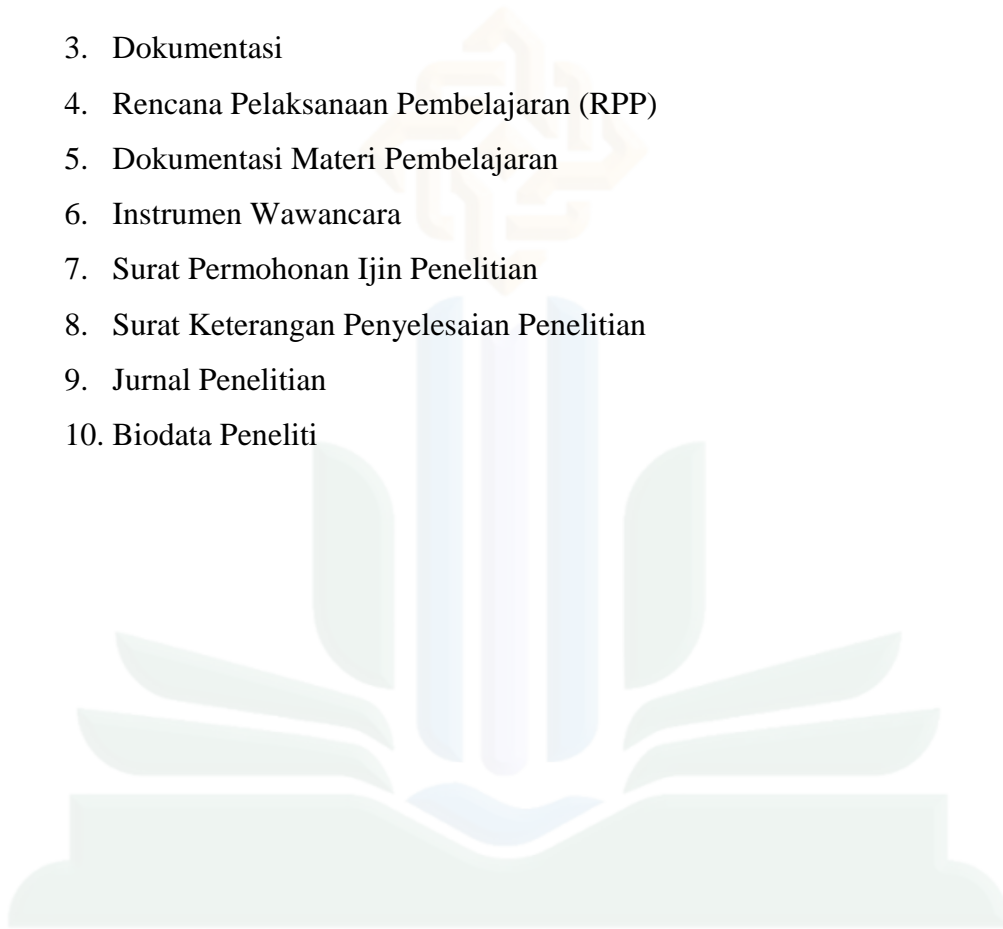 3. Dokumentasi
4. Rencana Pelaksanaan Pembelajaran (RPP)
5. Dokumentasi Materi Pembelajaran
6. Instrumen Wawancara
7. Surat Permohonan Ijin Penelitian
8. Surat Keterangan Penyelesaian Penelitian
9. Jurnal Penelitian
10. Biodata Peneliti